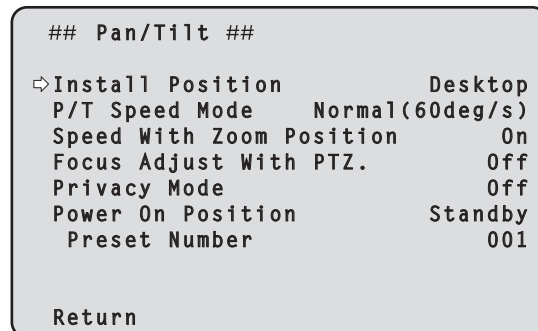 ## Pan/Tilt ##
⇨Install Position Desktop
P/T Speed Mode Normal(60deg/s)
Speed With Zoom Position On
Focus Adjust With PTZ. Off
Privacy Mode Off
Power On Position Standby
Preset Number 001
Return